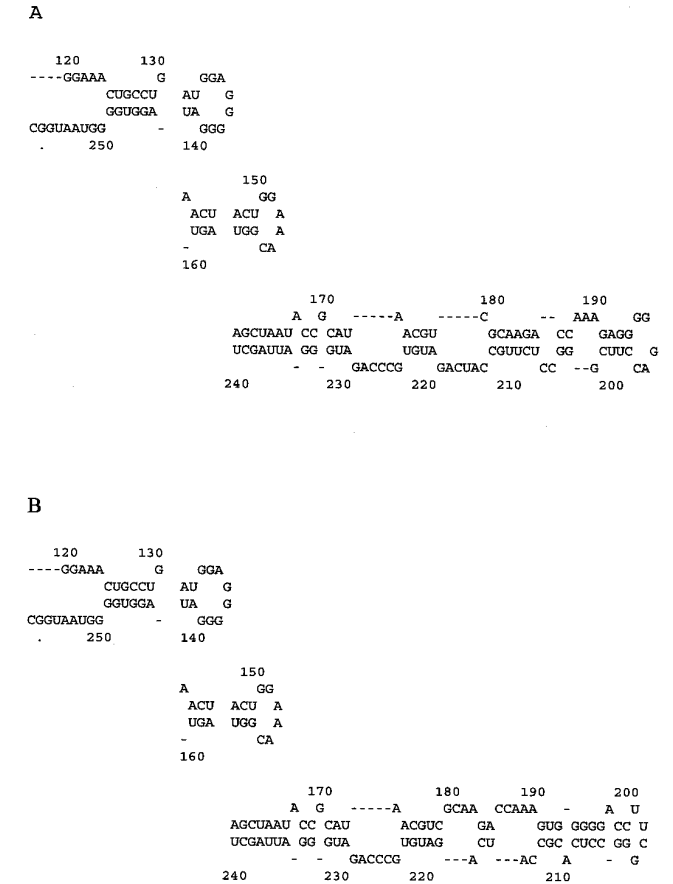 A
120 130
----GGAAA G GGA
CUGCCU AU G
GGUGGA UA G
CGGUAAUGG - GGG
. 250 140
150
A GG
ACU ACU A
UGA UGG A
- CA
160
170 180 190
A G -----A -----C -- AAA GG
AGCUAAU CC CAU ACGU GCAAGA CC GAGG
UCGAUUA GG GUA UGUA CGUUCU GG CUUC G
- - GACCCG GACUAC CC --G CA
240 230 220 210 200
B
120 130
----GGAAA G GGA
CUGCCU AU G
GGUGGA UA G
CGGUAAUGG - GGG
. 250 140
150
A GG
ACU ACU A
UGA UGG A
- CA
160
170 180 190 200
A G -----A GCAA CCAAA - A U
AGCUAAU CC CAU ACGUC GA GUG GGGG CC U
UCGAUUA GG GUA UGUAG CU CGC CUCC GG C
- - GACCCG ---A ---AC A - G
240 230 220 210